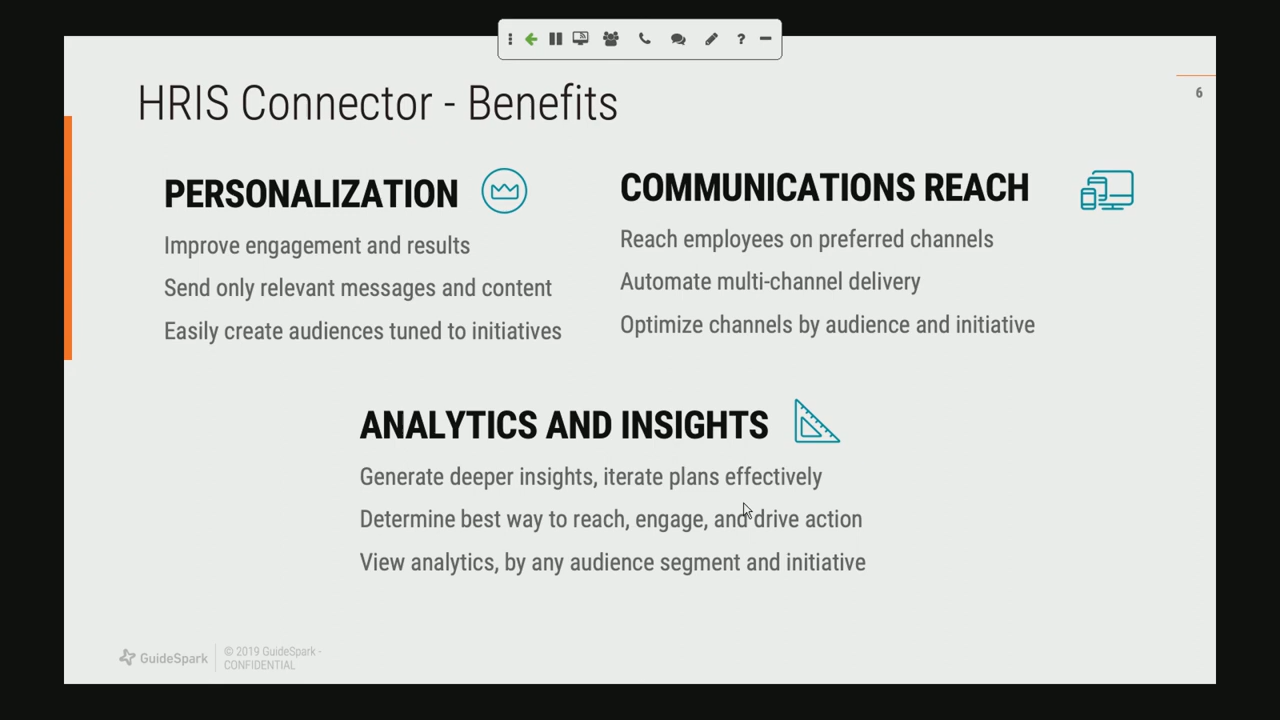 HRIS Connector - Benefits
6
PERSONALIZATION
Improve engagement and results
Send only relevant messages and content
Easily create audiences tuned to initiatives
COMMUNICATIONS REACH
Reach employees on preferred channels
Automate multi-channel delivery
Optimize channels by audience and initiative
ANALYTICS AND INSIGHTS
Generate deeper insights, iterate plans effectively
Determine best way to reach, engage, and drive action
View analytics, by any audience segment and initiative
GuideSpark
© 2019 GuideSpark -
CONFIDENTIAL